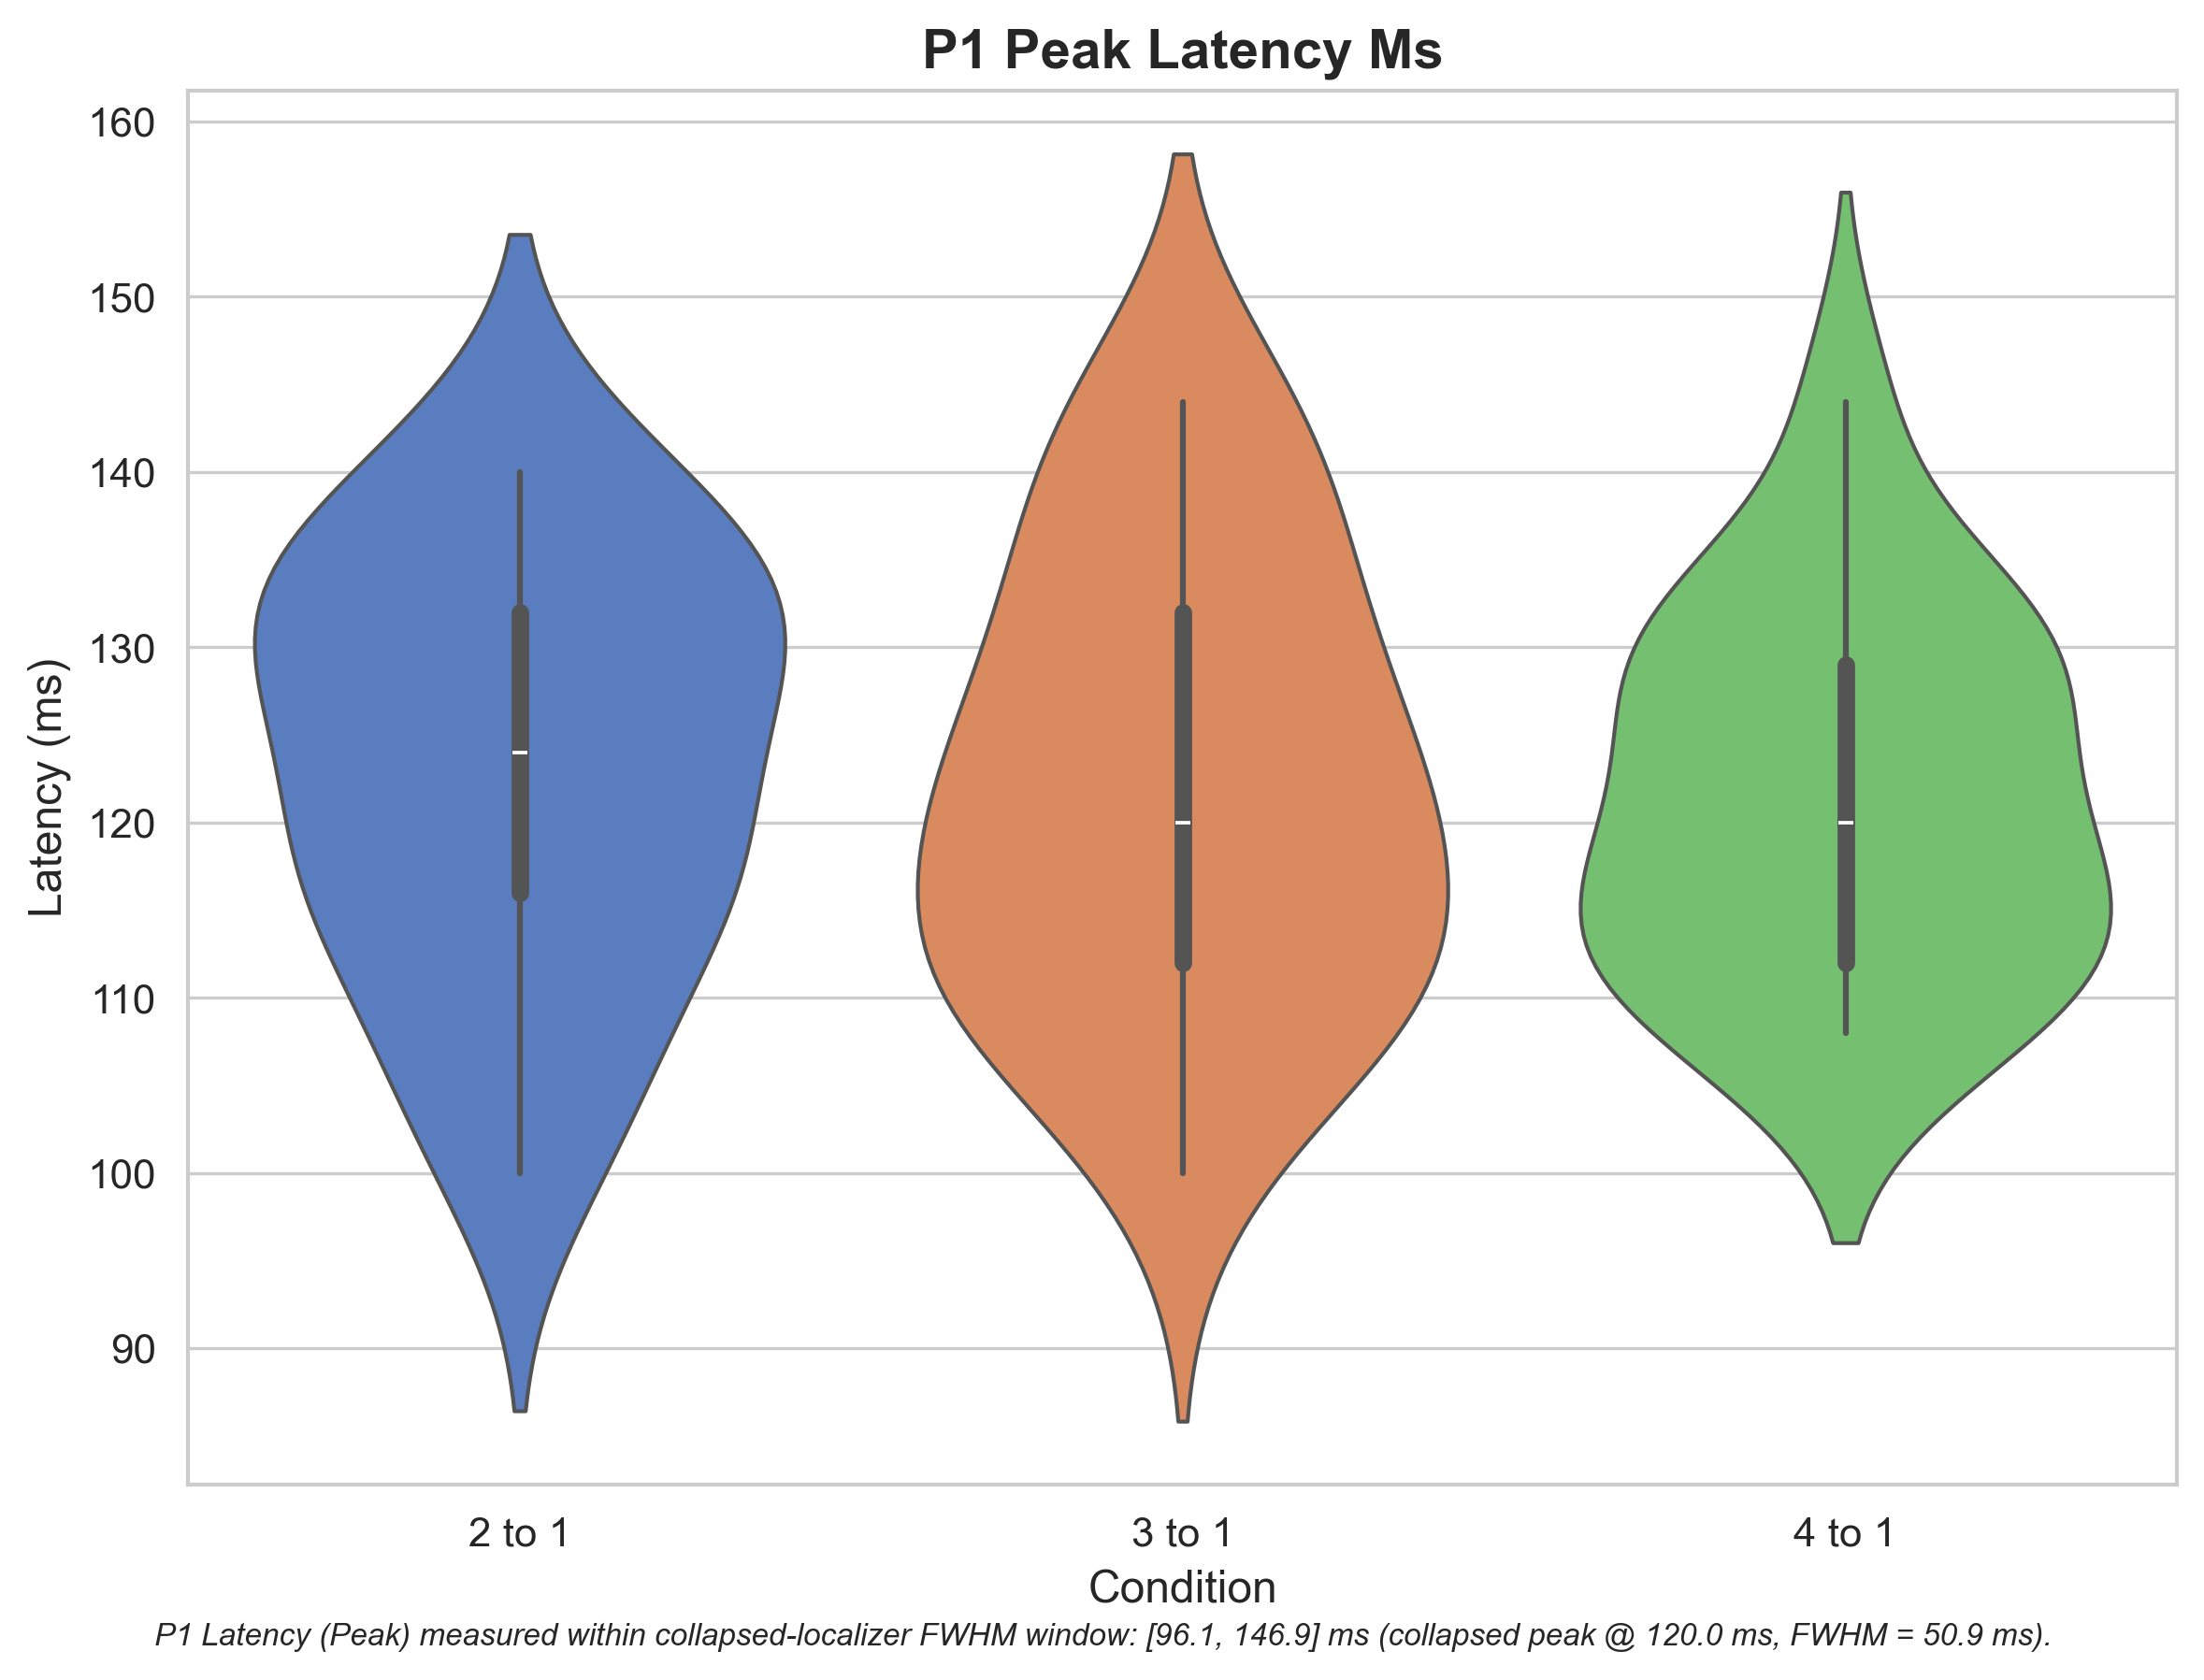 P1 Peak Latency Ms
160
150
140
130
120
110
100
90
Latency (ms)
2 to 1
3 to 1
4 to 1
Condition
P1 Latency (Peak) measured within collapsed-localizer FWHM window: [96.1, 146.9] ms (collapsed peak @ 120.0 ms, FWHM = 50.9 ms).